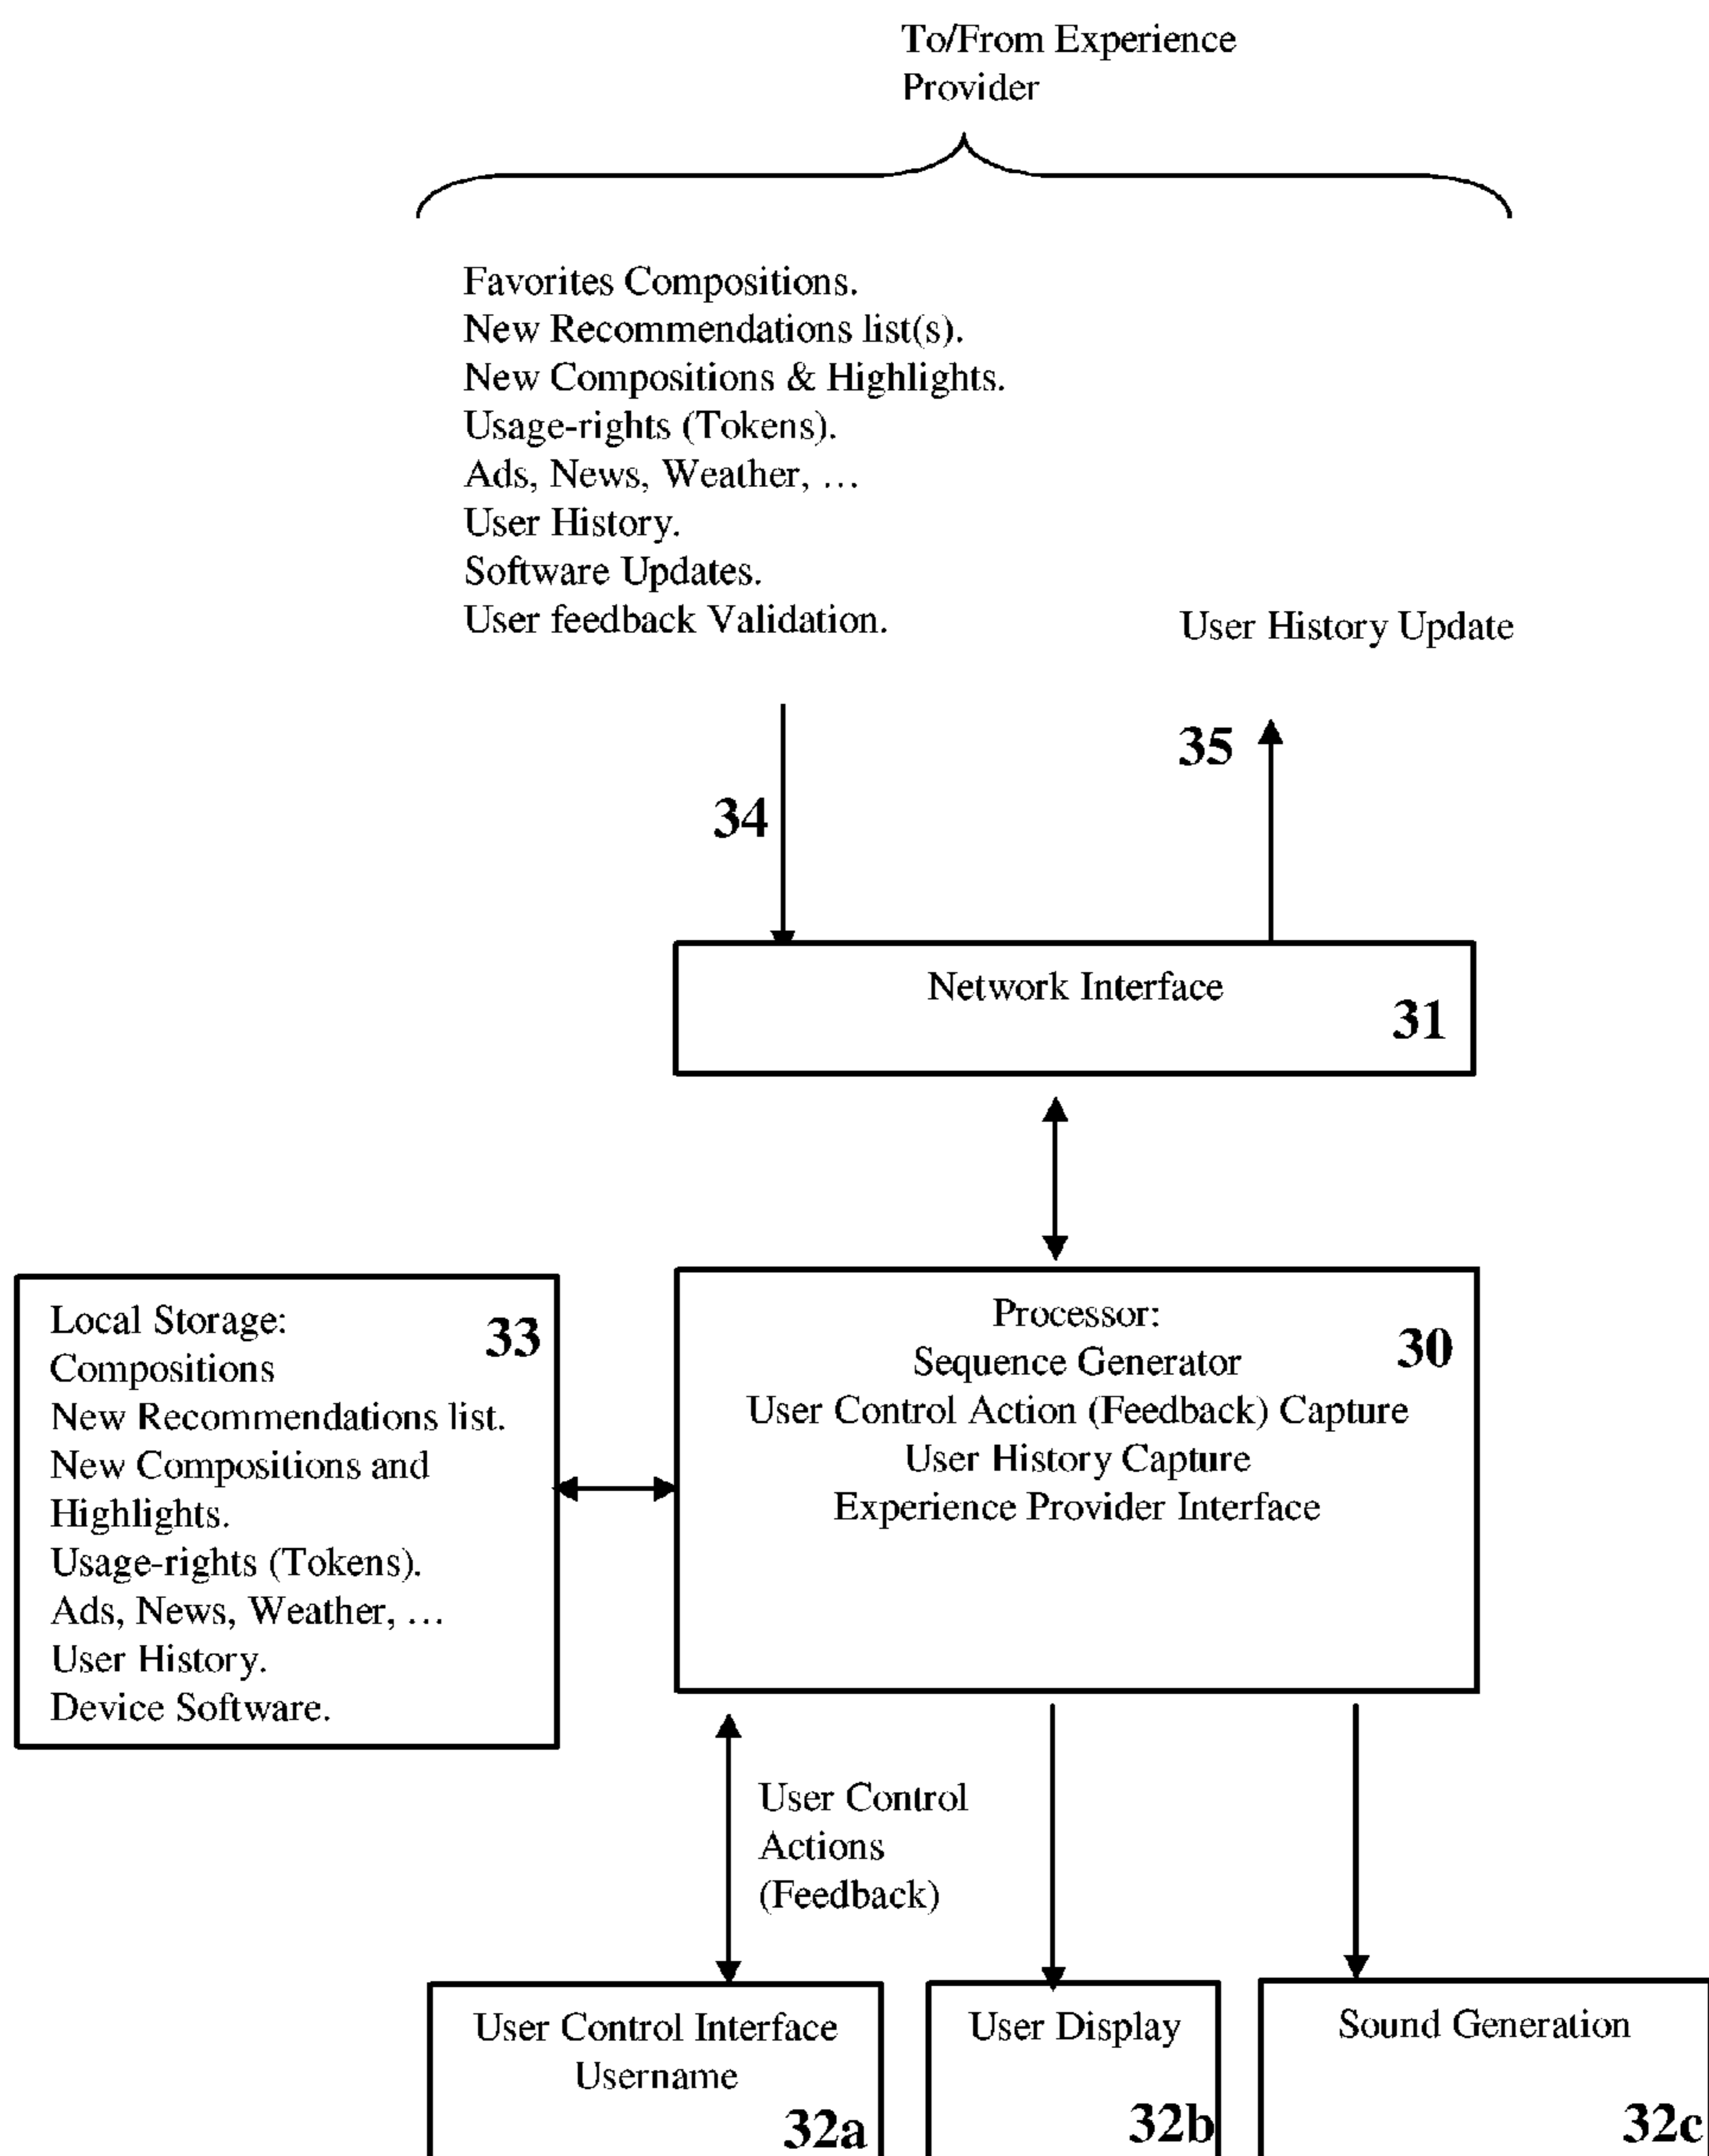 To/From Experience
Provider
Favorites Compositions.
New Recommendations list(s).
New Compositions & Highlights.
Usage-rights (Tokens).
Ads, News, Weather, …
User History.
Software Updates.
User feedback Validation.
User History Update
35
34
Network Interface
31
Local Storage:
33
Compositions
New Recommendations list.
New Compositions and
Highlights.
Usage-rights (Tokens).
Ads, News, Weather, …
User History.
Device Software.
Processor:
30
Sequence Generator
User Control Action (Feedback) Capture
User History Capture
Experience Provider Interface
User Control
Actions
(Feedback)
User Control Interface
Username
32a
User Display
32b
Sound Generation
32c